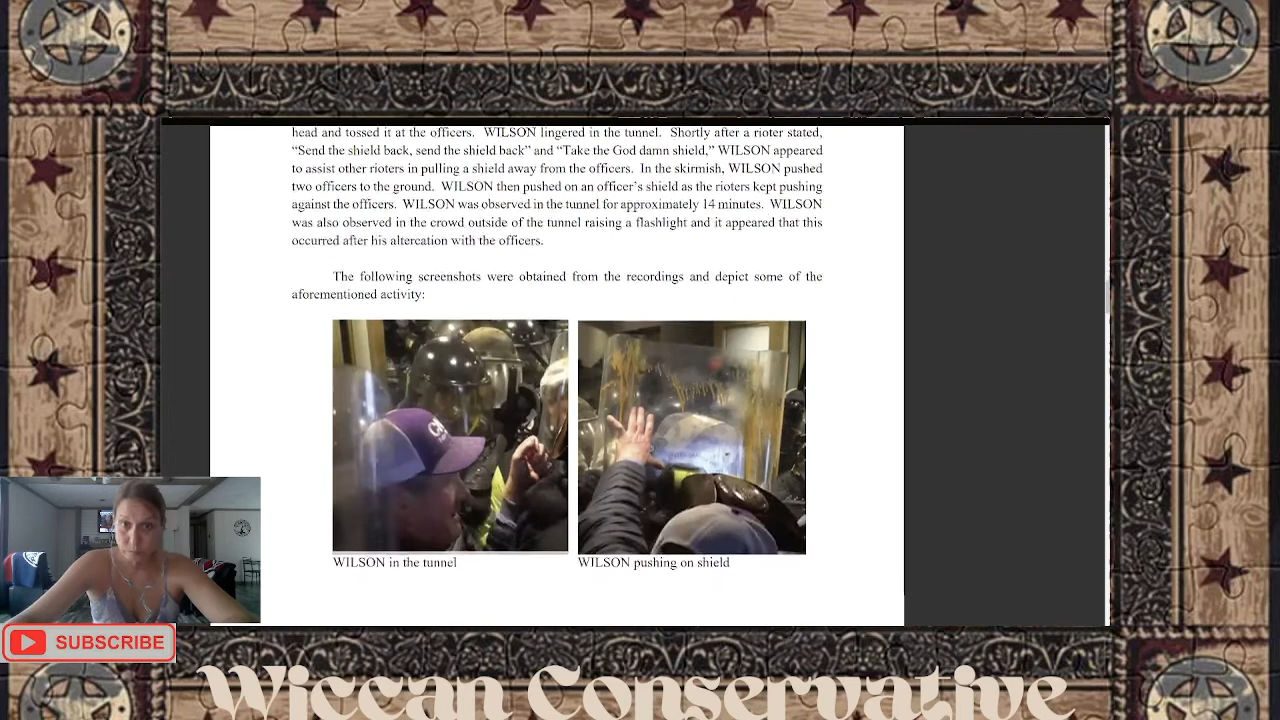 head and tossed it at the officers. WILSON lingered in the tunnel. Shortly after a rioter stated,
“Send the shield back, send the shield back” and “Take the God damn shield,” WILSON appeared
to assist other rioters in pulling a shield away from the officers. In the skirmish, WILSON pushed
two officers to the ground. WILSON then pushed on an officer’s shield as the rioters kept pushing
against the officers. WILSON was observed in the tunnel for approximately 14 minutes. WILSON
was also observed in the crowd outside of the tunnel raising a flashlight and it appeared that this
occurred after his altercation with the officers.
The following screenshots were obtained from the recordings and depict some of the
aforementioned activity:
WILSON in the tunnel
WILSON pushing on shield
SUBSCRIBE
Wiccan Conservative